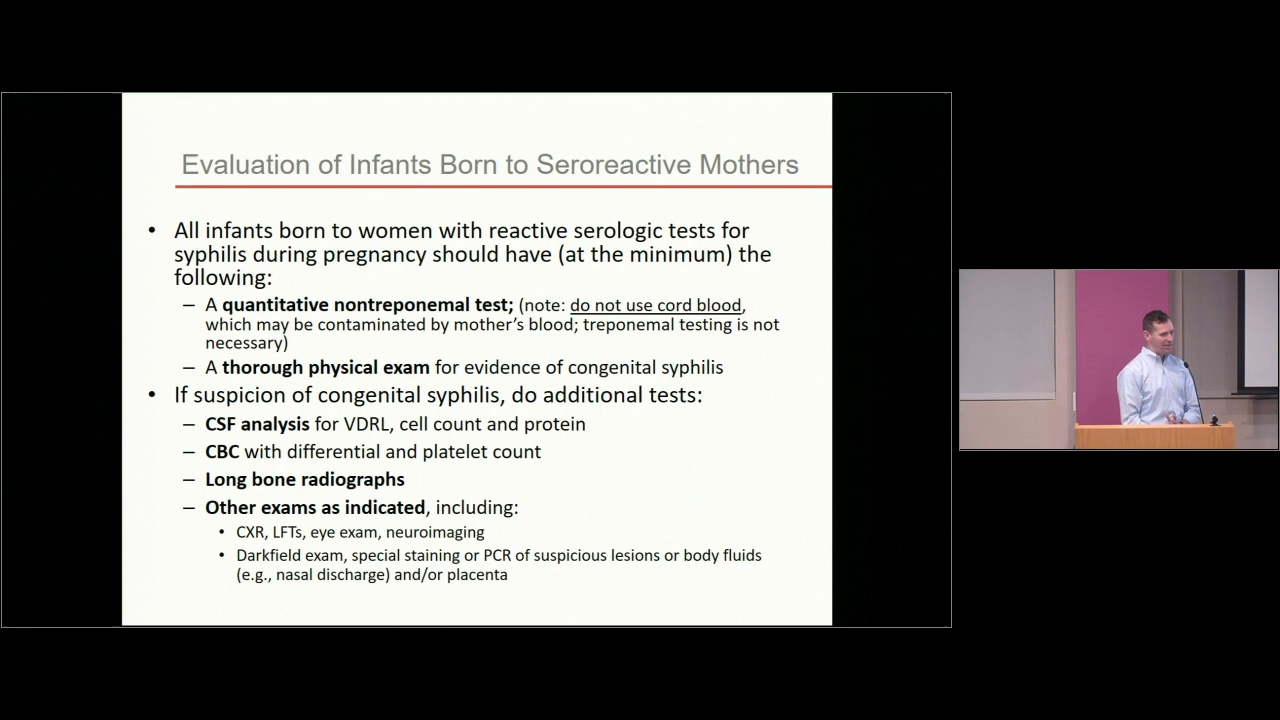 Evaluation of Infants Born to Seroreactive Mothers
• All infants born to women with reactive serologic tests for
syphilis during pregnancy should have (at the minimum) the
following:
– A quantitative nontreponemal test; (note: do not use cord blood,
which may be contaminated by mother's blood; treponemal testing is not
necessary)
– A thorough physical exam for evidence of congenital syphilis
• If suspicion of congenital syphilis, do additional tests:
– CSF analysis for VDRL, cell count and protein
– CBC with differential and platelet count
– Long bone radiographs
– Other exams as indicated, including:
• CXR, LFTs, eye exam, neuroimaging
• Darkfield exam, special staining or PCR of suspicious lesions or body fluids
(e.g., nasal discharge) and/or placenta